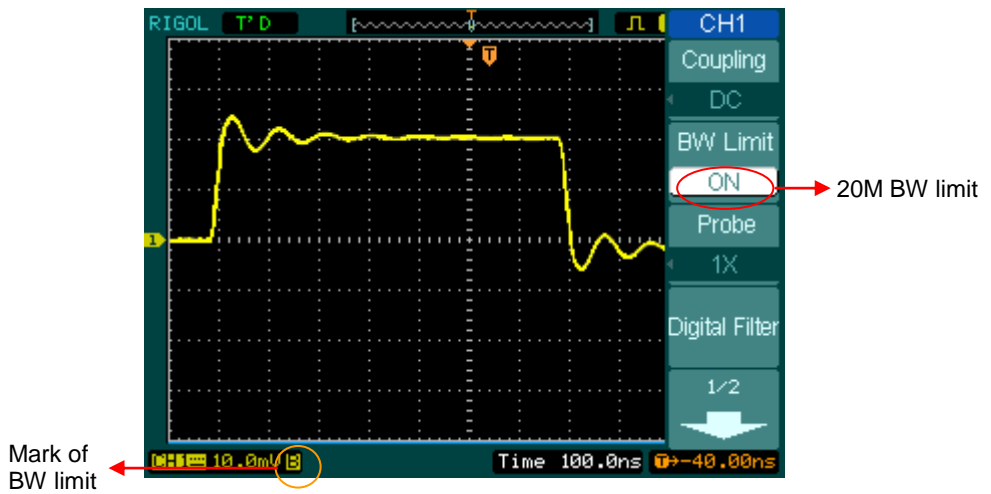 RIGOL T'D T CH1
T
Coupling
DC
BW Limit
ON
20M BW limit
Probe
1
1X
Digital Filter
1/2
Mark of
BW limit
CH1 10.0mV B Time 100.0ns T→-40.00ns